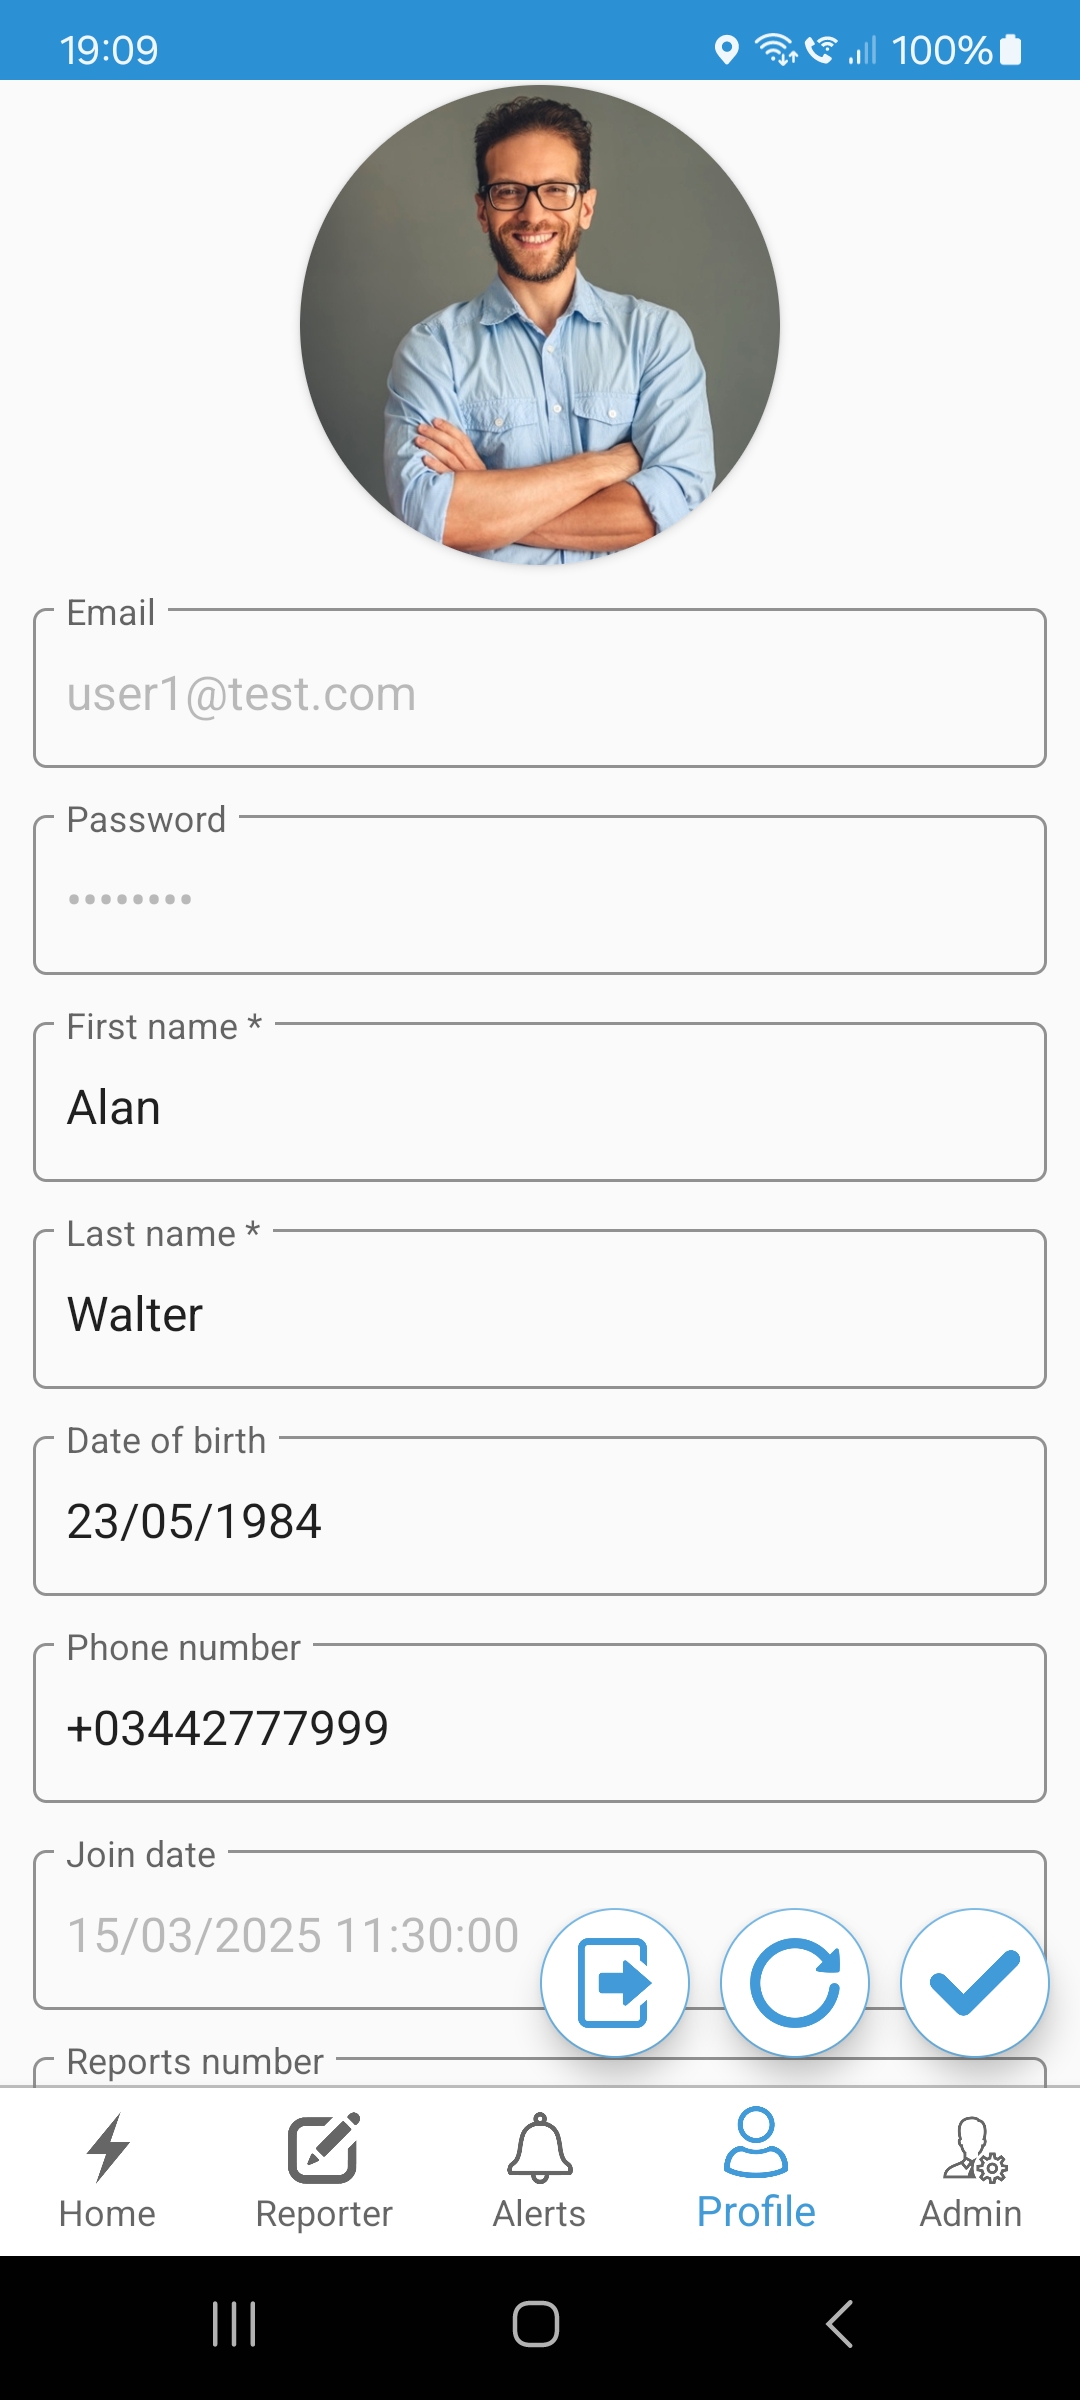 19:09
100%
Email
user1@test.com
Password
••••••••
First name *
Alan
Last name *
Walter
Date of birth
23/05/1984
Phone number
+03442777999
Join date
15/03/2025 11:30:00
Reports number
Home
Reporter
Alerts
Profile
Admin